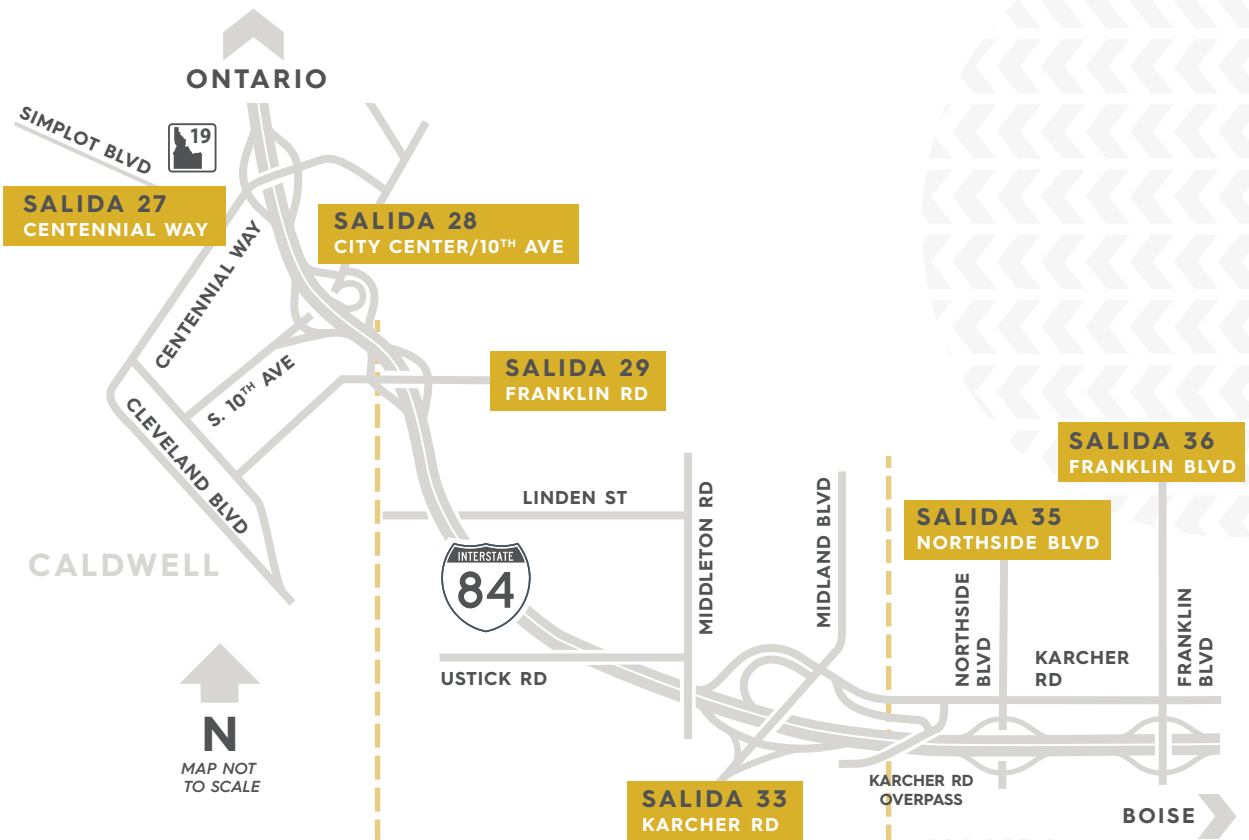 ONTARIO
SIMPLOT BLVD
19
SALIDA 27
CENTENNIAL WAY
SALIDA 28
CITY CENTER/10TH AVE
CENTENNIAL WAY
S. 10TH AVE
CLEVELAND BLVD
SALIDA 29
FRANKLIN RD
SALIDA 36
FRANKLIN BLVD
LINDEN ST
MIDDLETON RD
MIDLAND BLVD
SALIDA 35
NORTHSIDE BLVD
CALDWELL
INTERSTATE
84
NORTHSIDE
BLVD
KARCHER
RD
FRANKLIN
BLVD
USTICK RD
N
MAP NOT
TO SCALE
SALIDA 33
KARCHER RD
KARCHER RD
OVERPASS
BOISE